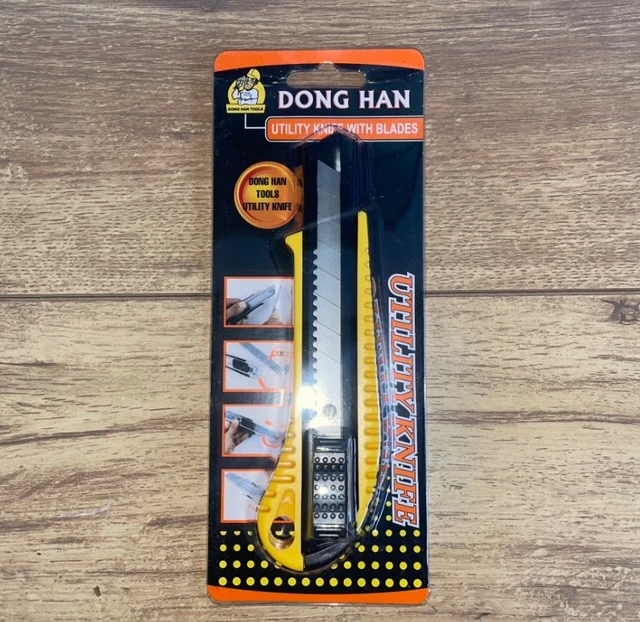 DONG HAN TOOLS
DONG HAN
UTILITY KNIFE WITH BLADES
DONG HAN
TOOLS
UTILITY KNIFE
UTILITY KNIFE